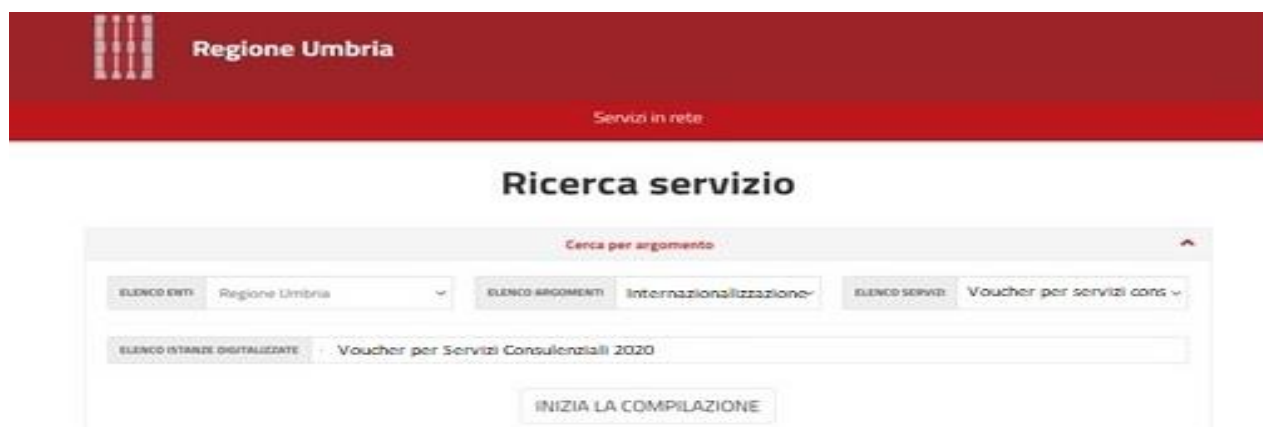 Regione Umbria
Servizi in rete
Ricerca servizio
Cerca per argomento
ELENCO ENTI Regione Umbria ELENCO ARGOMENTI Internazionalizzazione ELENCO SERVIZI Voucher per servizi cons
ELENCO ISTANZE DIGITALIZZATE Voucher per Servizi Consulenziali 2020
INIZIA LA COMPILAZIONE